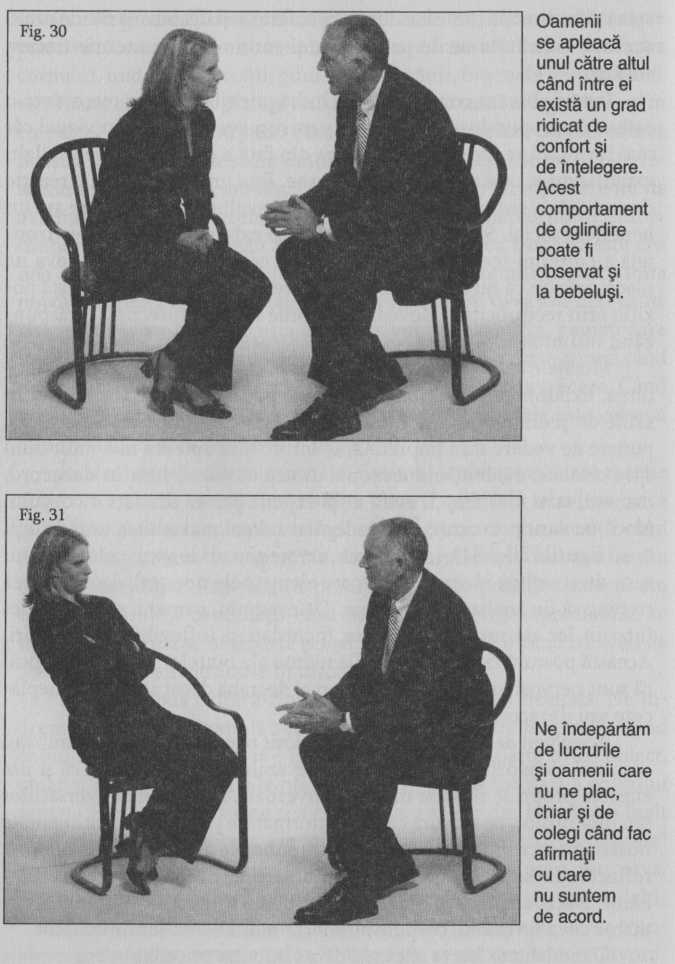 Fig. 30
Oamenii
se apleacă
unul către altul
când între ei
există un grad
ridicat de
confort şi
de înţelegere.
Acest
comportament
de oglindire
poate fi
observat şi
la bebeluşi.
Fig. 31
Ne îndepărtăm
de lucrurile
şi oamenii care
nu ne plac,
chiar şi de
colegi când fac
afirmaţii
cu care
nu suntem
de acord.